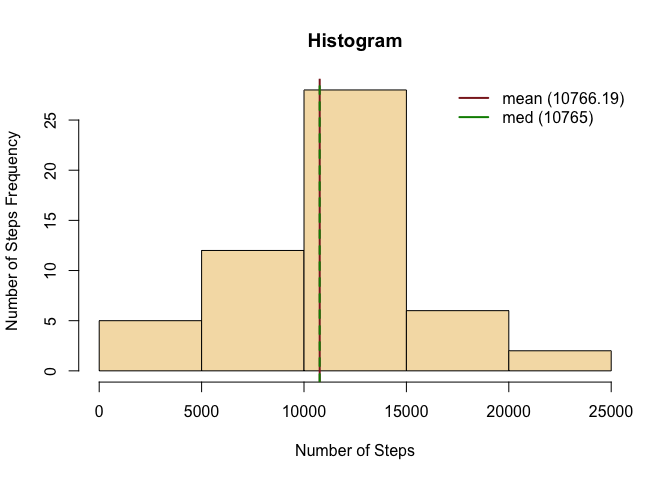 Histogram
mean (10766.19)
med (10765)
Number of Steps Frequency
25
20
15
10
5
0
0 5000 10000 15000 20000 25000
Number of Steps